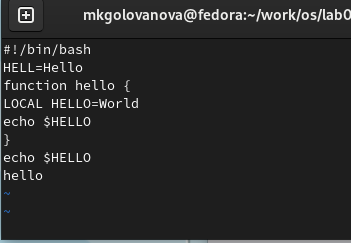 mkgolovanova@fedora:~/work/os/lab0
#!/bin/bash
HELL=Hello
function hello {
LOCAL HELLO=World
echo $HELLO
}
echo $HELLO
hello
~
~